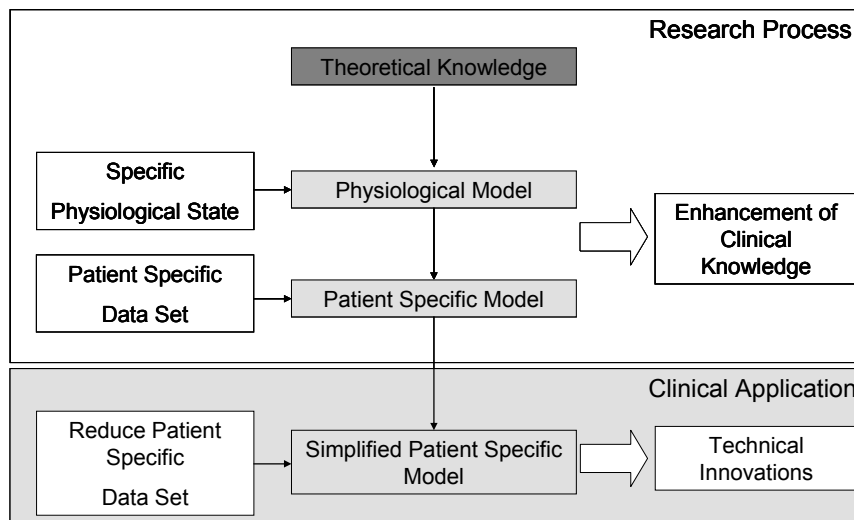 Research Process
Theoretical Knowledge
Specific
Physiological State
Physiological Model
Enhancement of
Clinical
Knowledge
Patient Specific
Data Set
Patient Specific Model
Clinical Application
Reduce Patient
Specific
Data Set
Simplified Patient Specific
Model
Technical
Innovations